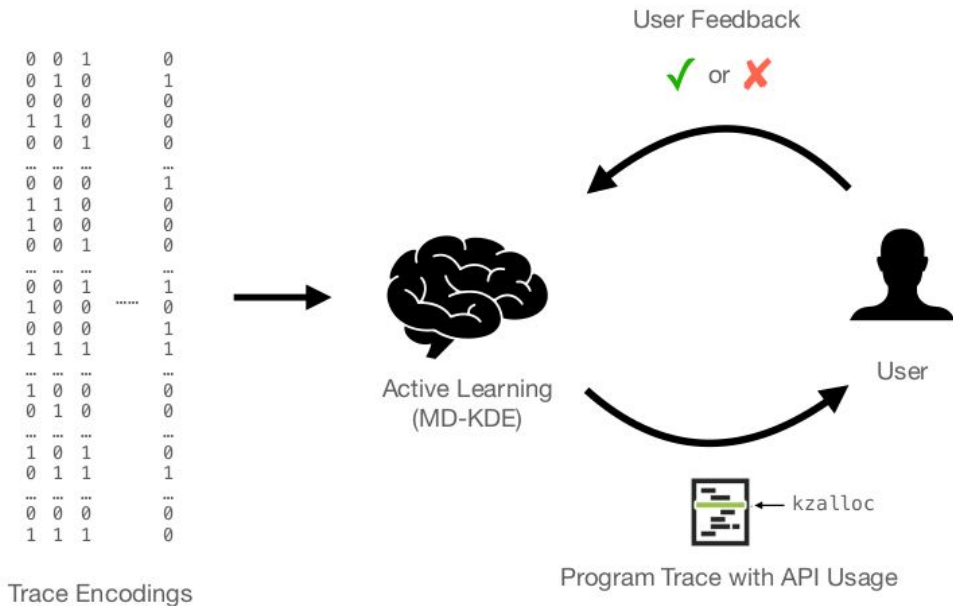 User Feedback
✓ or ✗
0 0 1 0
0 1 0 1
0 0 0 0
1 1 0 0
0 0 1 0
… … … …
0 0 0 1
1 1 0 0
1 0 0 0
0 0 1 0
… … … …
0 0 1 1
……
1 0 0 0
0 0 0 1
1 1 1 1
… … … …
1 0 0 0
0 1 0 0
… … … …
1 0 1 0
0 1 1 1
… … … …
0 0 0 0
1 1 1 0
Trace Encodings
Active Learning
(MD-KDE)
User
kzalloc
Program Trace with API Usage